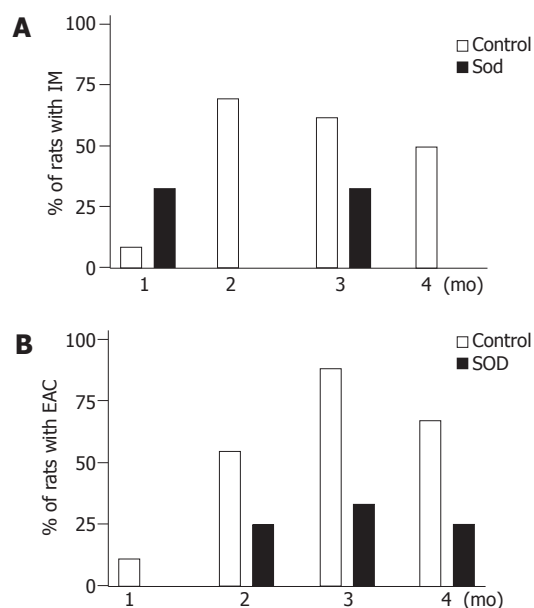 A
% of rats with IM
100
75
50
25
0
Control
Sod
1 2 3 4 (mo)
B
% of rats with EAC
100
75
50
25
0
Control
SOD
1 2 3 4 (mo)